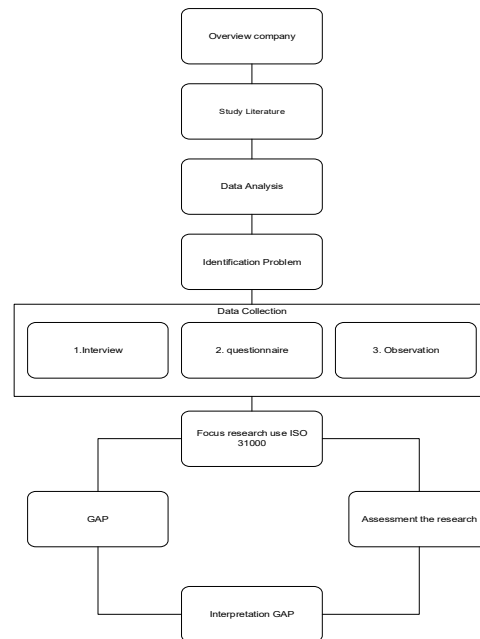 Overview company
Study Literature
Data Analysis
Identification Problem
Data Collection
1.Interview
2. questionnaire
3. Observation
Focus research use ISO
31000
GAP
Assessment the research
Interpretation GAP